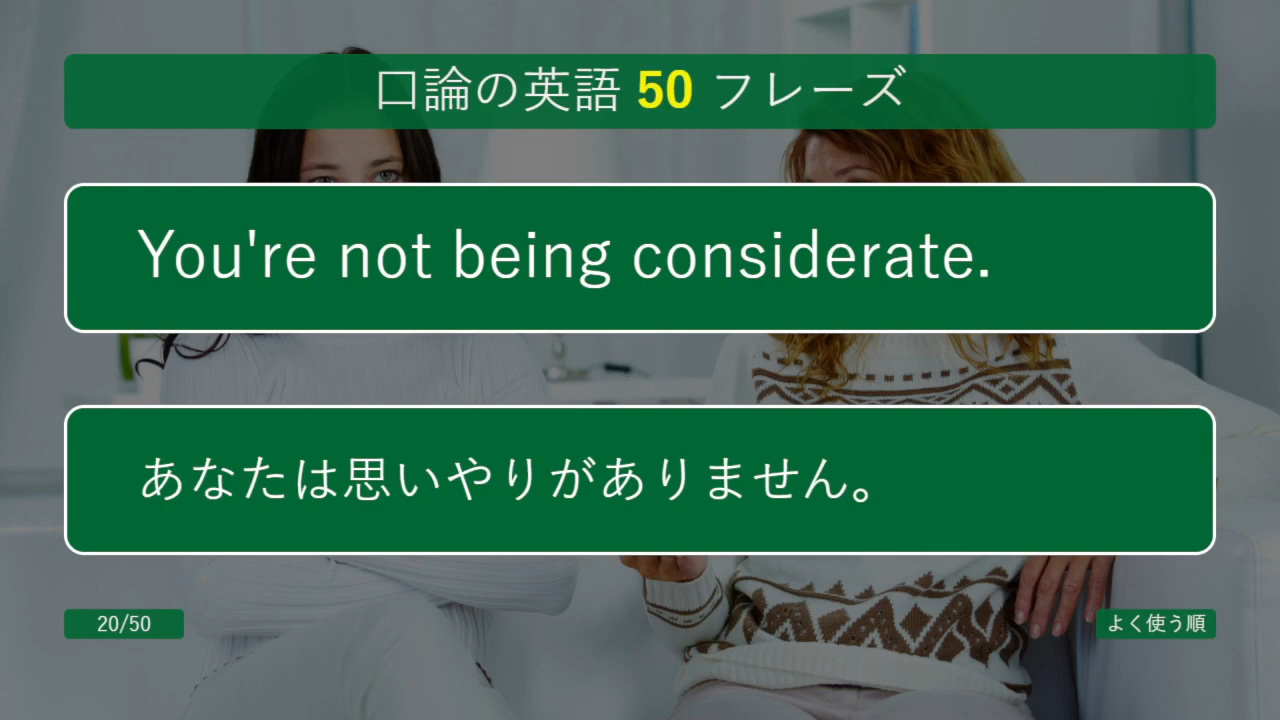 口論の英語 50 フレーズ
You're not being considerate.
あなたは思いやりがありません。
20/50
よく使う順